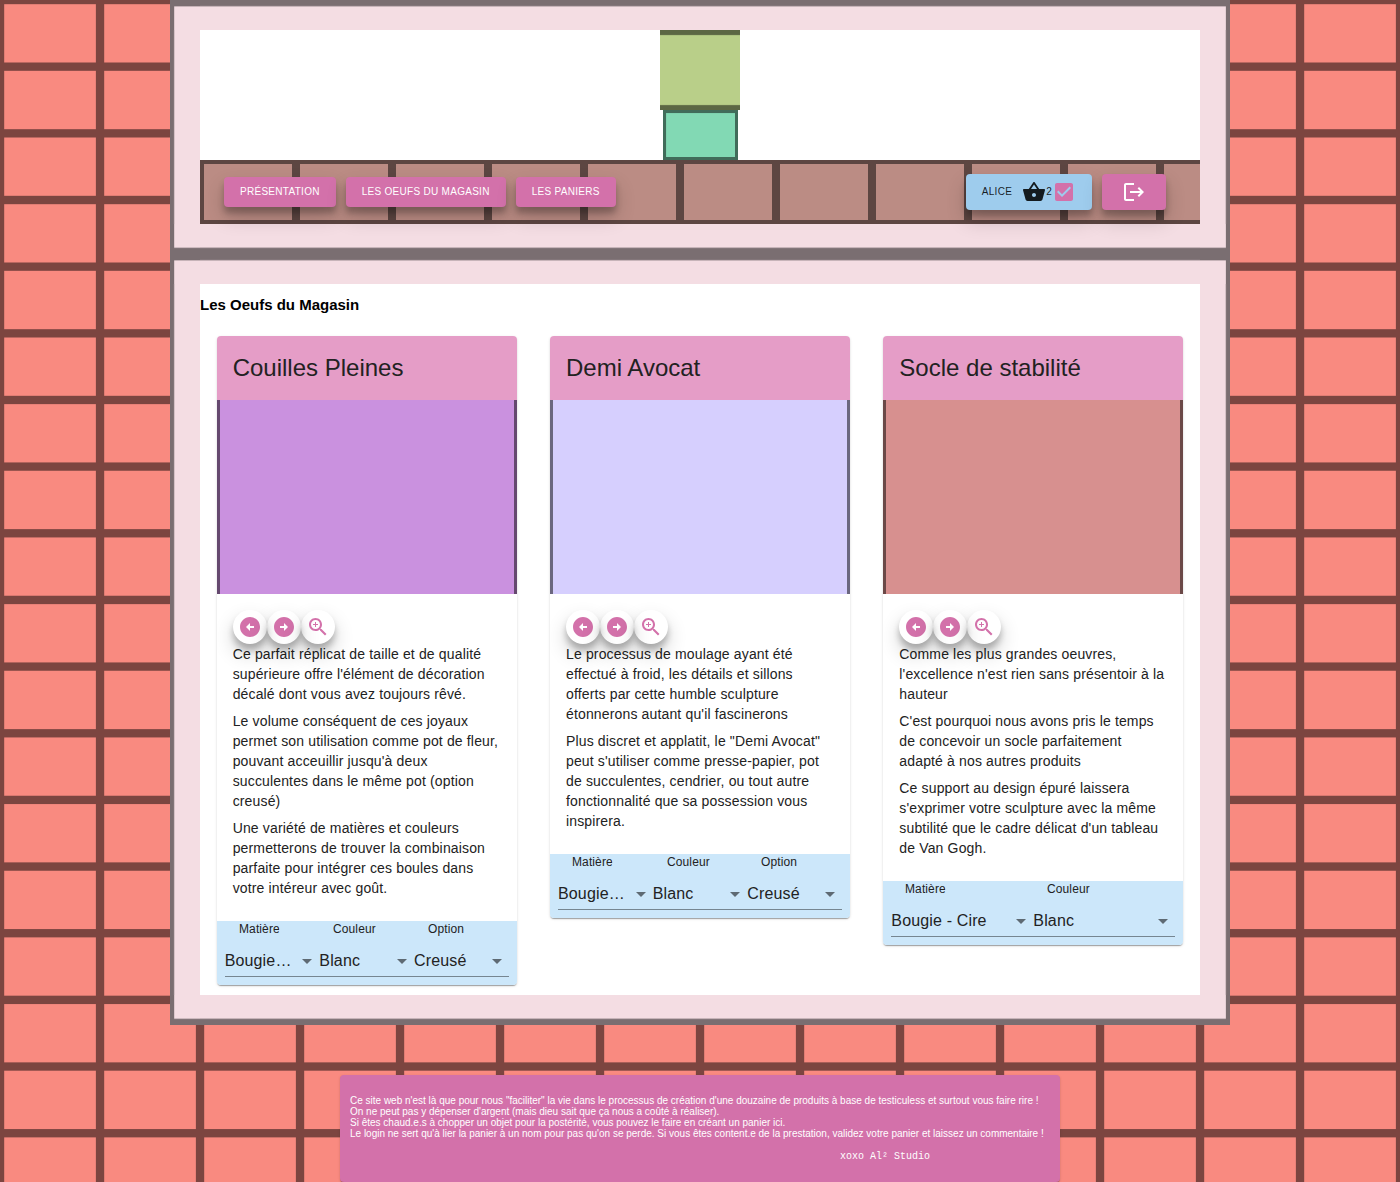 PRÉSENTATION LES OEUFS DU MAGASIN LES PANIERS ALICE 2
Les Oeufs du Magasin
Couilles Pleines
Ce parfait réplicat de taille et de qualité
supérieure offre l'élément de décoration
décalé dont vous avez toujours rêvé.
Le volume conséquent de ces joyaux
permet son utilisation comme pot de fleur,
pouvant acceuillir jusqu'à deux
succulentes dans le même pot (option
creusé)
Une variété de matières et couleurs
permetterons de trouver la combinaison
parfaite pour intégrer ces boules dans
votre intéreur avec goût.
Matière Couleur Option
Bougie... Blanc Creusé
Demi Avocat
Le processus de moulage ayant été
effectué à froid, les détails et sillons
offerts par cette humble sculpture
étonnerons autant qu'il fascinerons
Plus discret et applatit, le "Demi Avocat"
peut s'utiliser comme presse-papier, pot
de succulentes, cendrier, ou tout autre
fonctionnalité que sa possession vous
inspirera.
Matière Couleur Option
Bougie... Blanc Creusé
Socle de stabilité
Comme les plus grandes oeuvres,
l'excellence n'est rien sans présentoir à la
hauteur
C'est pourquoi nous avons pris le temps
de concevoir un socle parfaitement
adapté à nos autres produits
Ce support au design épuré laissera
s'exprimer votre sculpture avec la même
subtilité que le cadre délicat d'un tableau
de Van Gogh.
Matière Couleur
Bougie - Cire Blanc
Ce site web n'est là que pour nous "faciliter" la vie dans le processus de création d'une douzaine de produits à base de testiculess et surtout vous faire rire !
On ne peut pas y dépenser d'argent (mais dieu sait que ça nous a coûté à réaliser).
Si êtes chaud.e.s à chopper un objet pour la postérité, vous pouvez le faire en créant un panier ici.
Le login ne sert qu'à lier la panier à un nom pour pas qu'on se perde. Si vous êtes content.e de la prestation, validez votre panier et laissez un commentaire !
xoxo Al² Studio